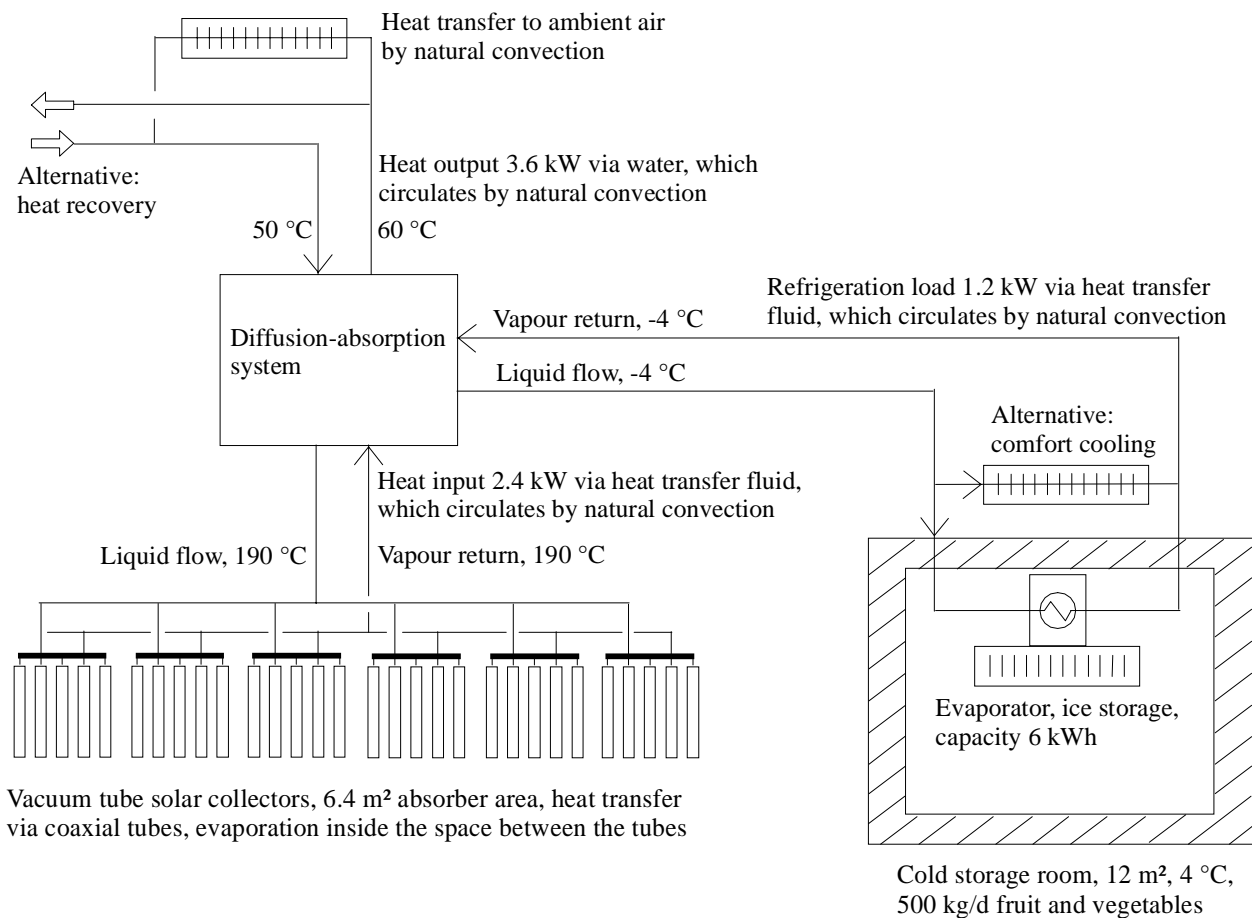 Heat transfer to ambient air
by natural convection
Alternative:
heat recovery
Heat output 3.6 kW via water, which
circulates by natural convection
50 °C
60 °C
Diffusion-absorption
system
Refrigeration load 1.2 kW via heat transfer
fluid, which circulates by natural convection
Vapour return, -4 °C
Liquid flow, -4 °C
Alternative:
comfort cooling
Heat input 2.4 kW via heat transfer fluid,
which circulates by natural convection
Liquid flow, 190 °C
Vapour return, 190 °C
Evaporator, ice storage,
capacity 6 kWh
Vacuum tube solar collectors, 6.4 m² absorber area, heat transfer
via coaxial tubes, evaporation inside the space between the tubes
Cold storage room, 12 m², 4 °C,
500 kg/d fruit and vegetables